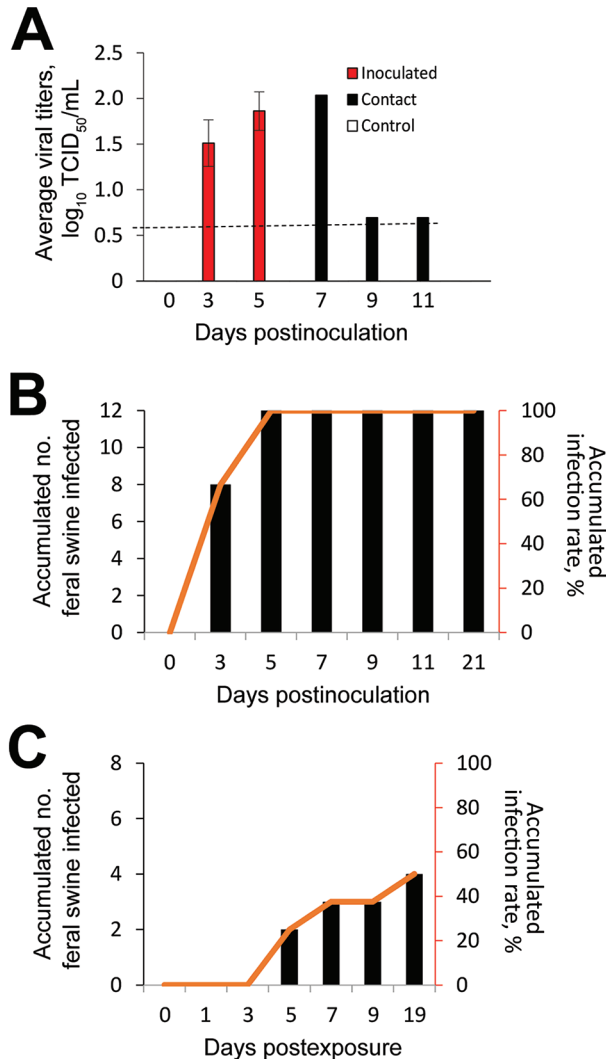 A
Average viral titers,
log10 TCID50/mL
2.5
2.0
1.5
1.0
0.5
0
Inoculated
Contact
Control
0 3 5 7 9 11
Days postinoculation
B
Accumulated no.
feral swine infected
12
10
8
6
4
2
0
100
80
60
40
20
0
Accumulated
infection rate, %
0 3 5 7 9 11 21
Days postinoculation
C
Accumulated no.
feral swine infected
8
6
4
2
0
100
80
60
40
20
0
Accumulated
infection rate, %
0 1 3 5 7 9 19
Days postexposure